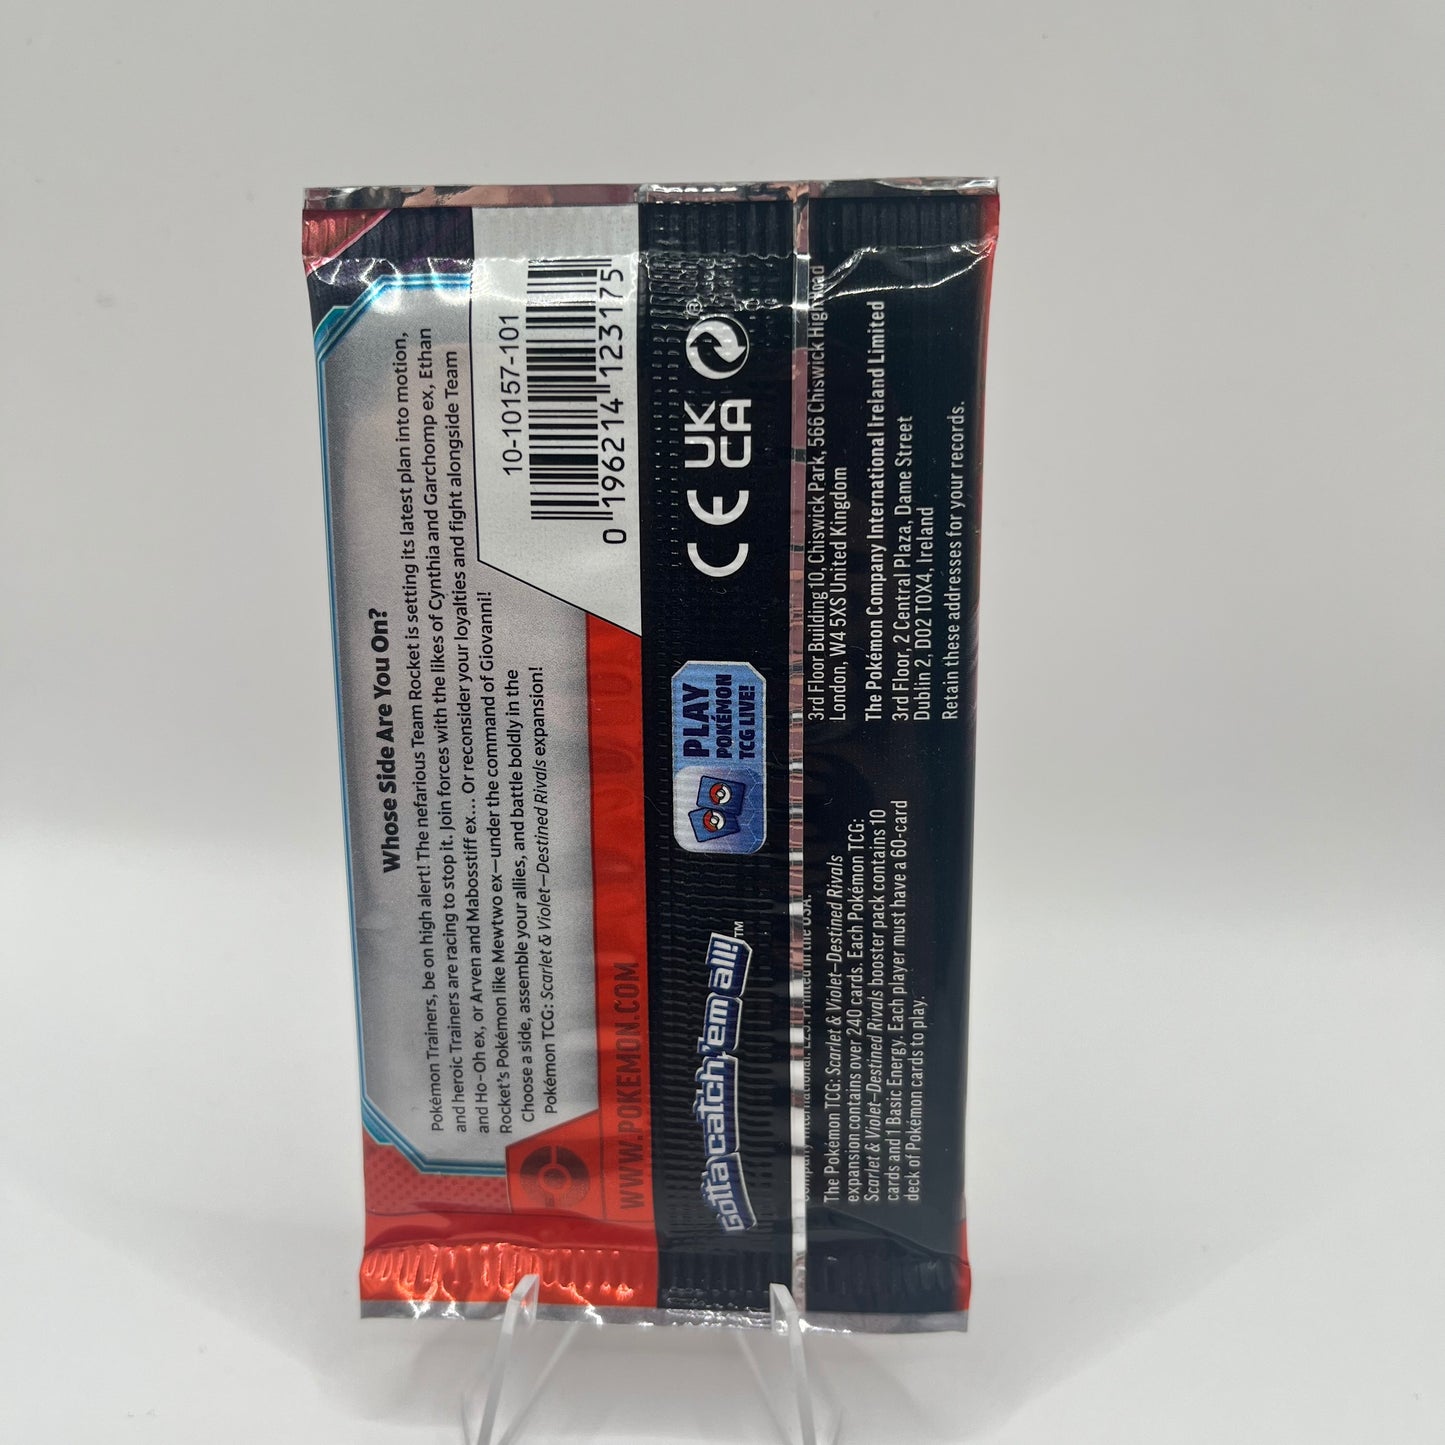 Whose Side Are You On?
Pokémon Trainers, be on high alert! The nefarious Team Rocket is setting its latest plan into motion,
and heroic Trainers are racing to stop it. Join forces with the likes of Cynthia and Garchomp ex, Ethan
and Ho-Oh ex, or Arven and Mabosstiff ex... Or reconsider your loyalties and fight alongside Team
Rocket's Pokémon like Mewtwo ex—under the command of Giovanni!
Choose a side, assemble your allies, and battle boldly in the
Pokémon TCG: Scarlet & Violet—Destined Rivals expansion!
10-10157-101
0 196214 123175
WWW.POKEMON.COM
Gotta catch 'em all!™
PLAY
POKÉMON
TCG LIVE!
CE
UK
CA
®
Company International. Printed in the USA.
The Pokémon TCG: Scarlet & Violet—Destined Rivals
expansion contains over 240 cards. Each Pokémon TCG:
Scarlet & Violet—Destined Rivals booster pack contains 10
cards and 1 Basic Energy. Each player must have a 60-card
deck of Pokémon cards to play.
3rd Floor Building 10, Chiswick Park, 566 Chiswick High Road
London, W4 5XS United Kingdom
The Pokémon Company International Ireland Limited
3rd Floor, 2 Central Plaza, Dame Street
Dublin 2, D02 T0X4, Ireland
Retain these addresses for your records.